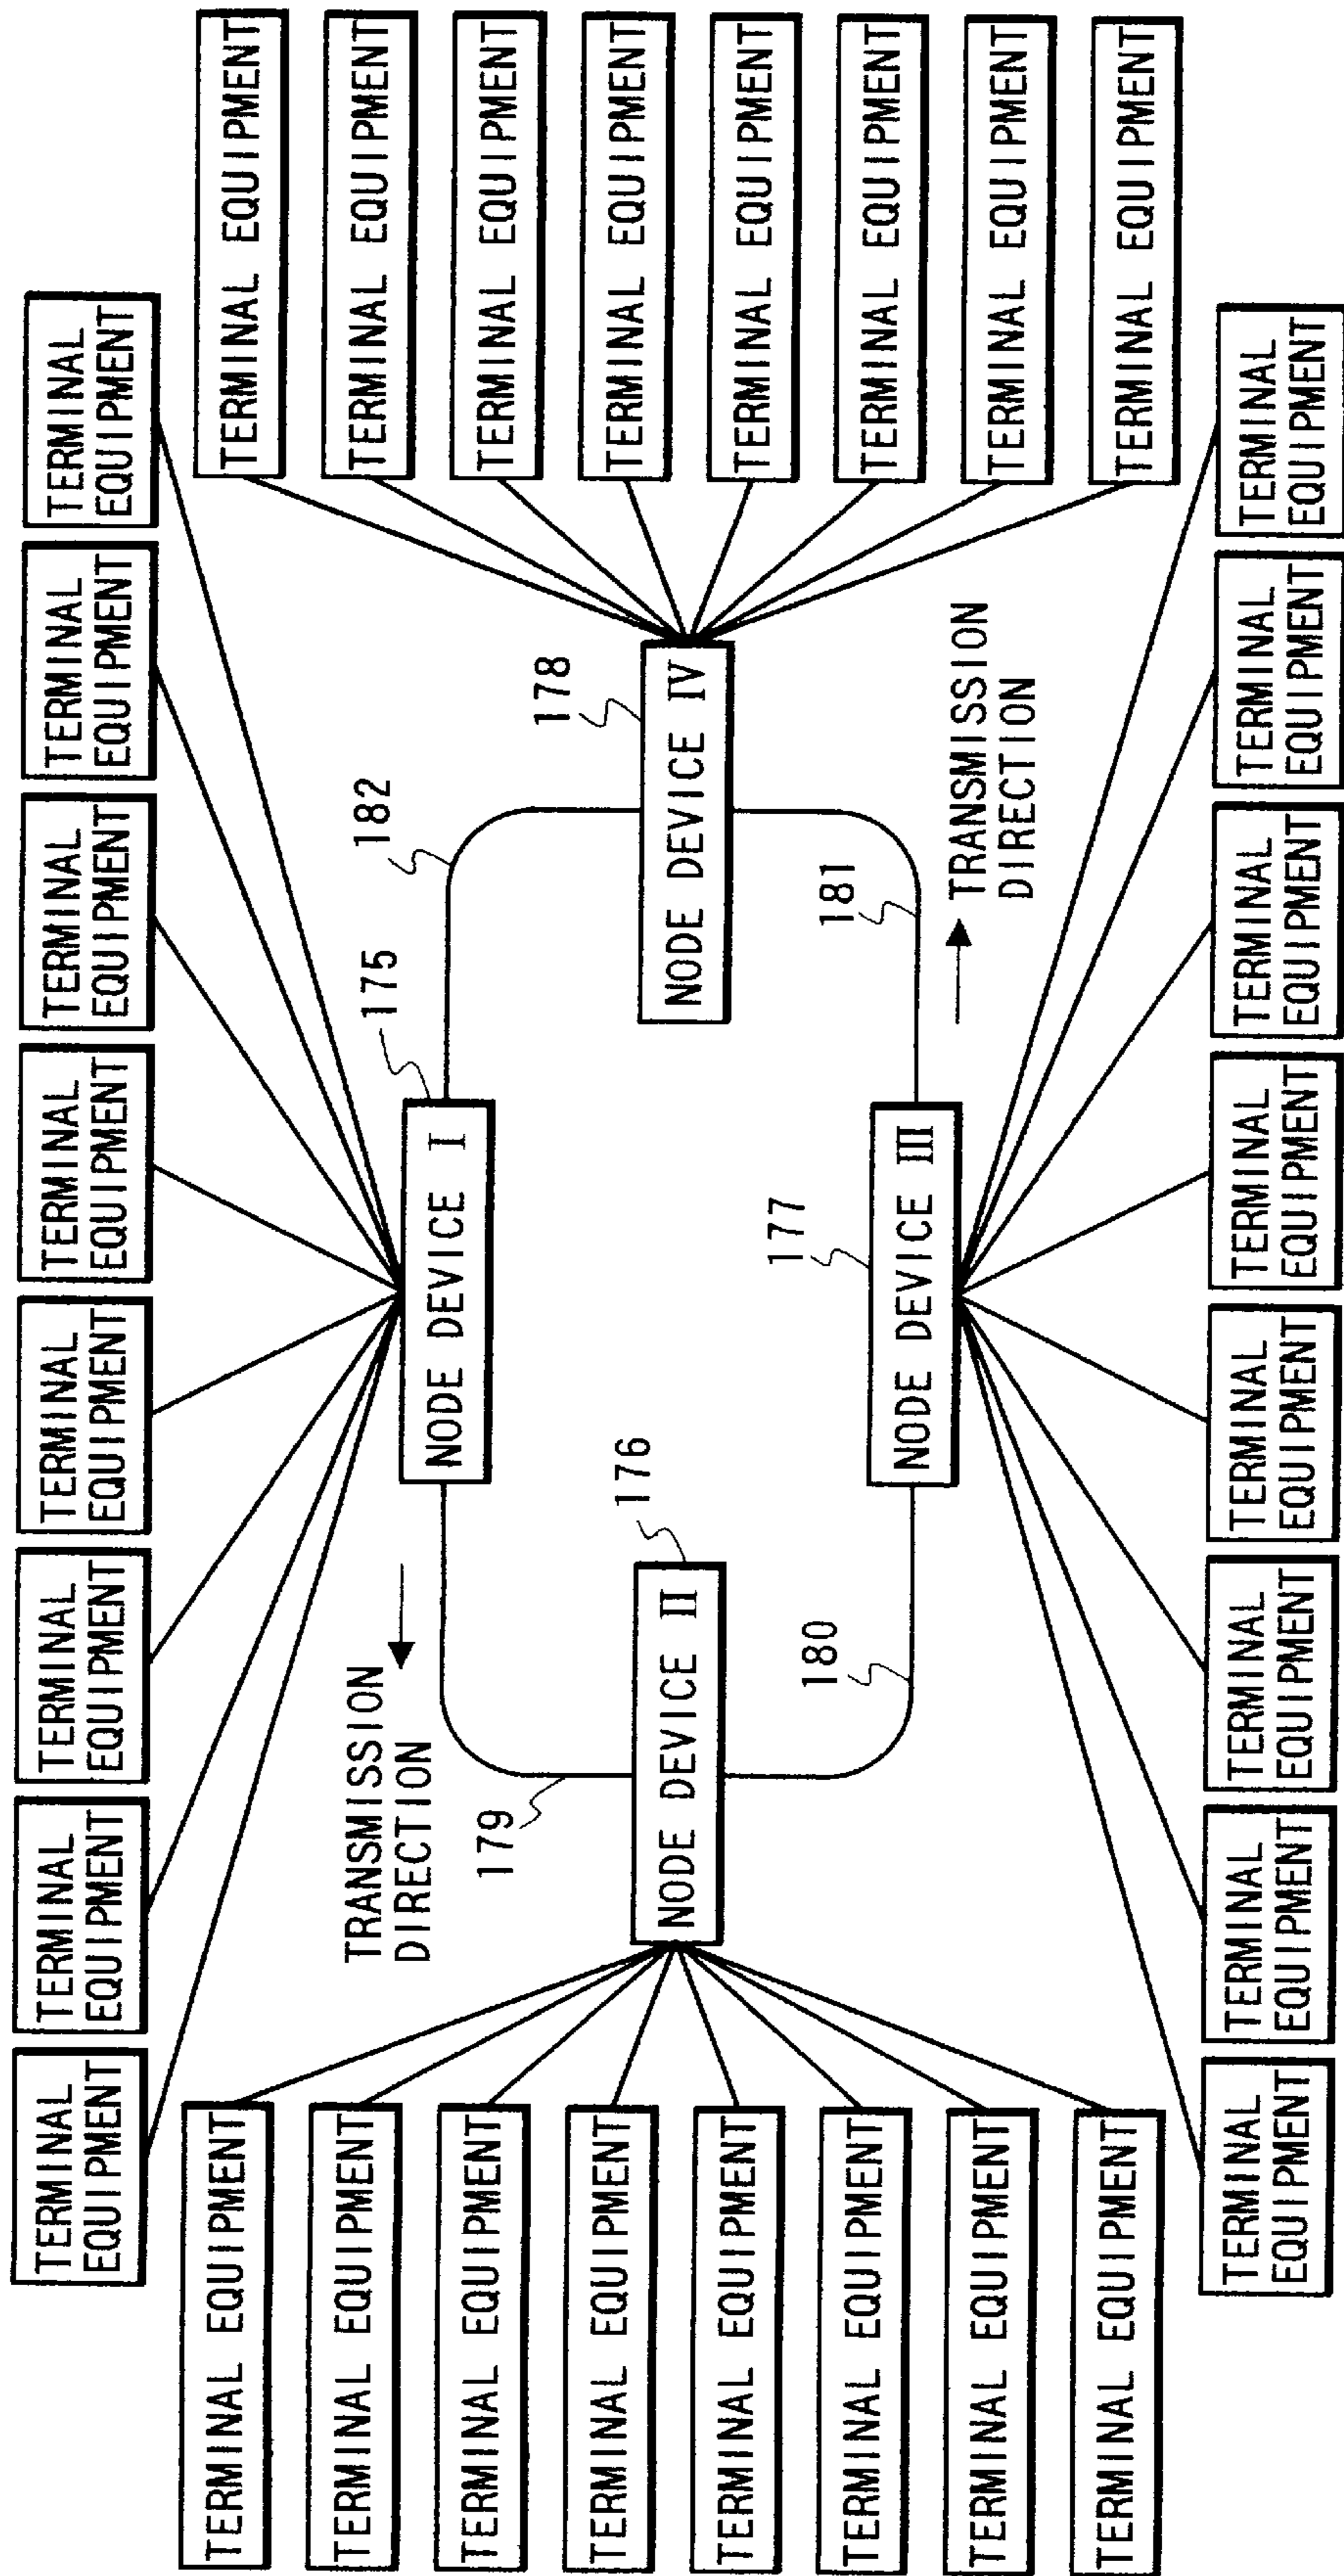 TERMINAL
EQUIPMENT
TERMINAL
EQUIPMENT
TERMINAL
EQUIPMENT
TERMINAL
EQUIPMENT
TERMINAL
EQUIPMENT
TERMINAL
EQUIPMENT
TERMINAL
EQUIPMENT
TERMINAL
EQUIPMENT
TERMINAL EQUIPMENT
TERMINAL EQUIPMENT
TERMINAL EQUIPMENT
TERMINAL EQUIPMENT
TERMINAL EQUIPMENT
TERMINAL EQUIPMENT
TERMINAL EQUIPMENT
TERMINAL EQUIPMENT
TRANSMISSION
DIRECTION
175
182
NODE DEVICE I
179
176
178
NODE DEVICE II
NODE DEVICE IV
180
177
181
NODE DEVICE III
TRANSMISSION
DIRECTION
TERMINAL EQUIPMENT
TERMINAL EQUIPMENT
TERMINAL EQUIPMENT
TERMINAL EQUIPMENT
TERMINAL EQUIPMENT
TERMINAL EQUIPMENT
TERMINAL EQUIPMENT
TERMINAL EQUIPMENT
TERMINAL
EQUIPMENT
TERMINAL
EQUIPMENT
TERMINAL
EQUIPMENT
TERMINAL
EQUIPMENT
TERMINAL
EQUIPMENT
TERMINAL
EQUIPMENT
TERMINAL
EQUIPMENT
TERMINAL
EQUIPMENT